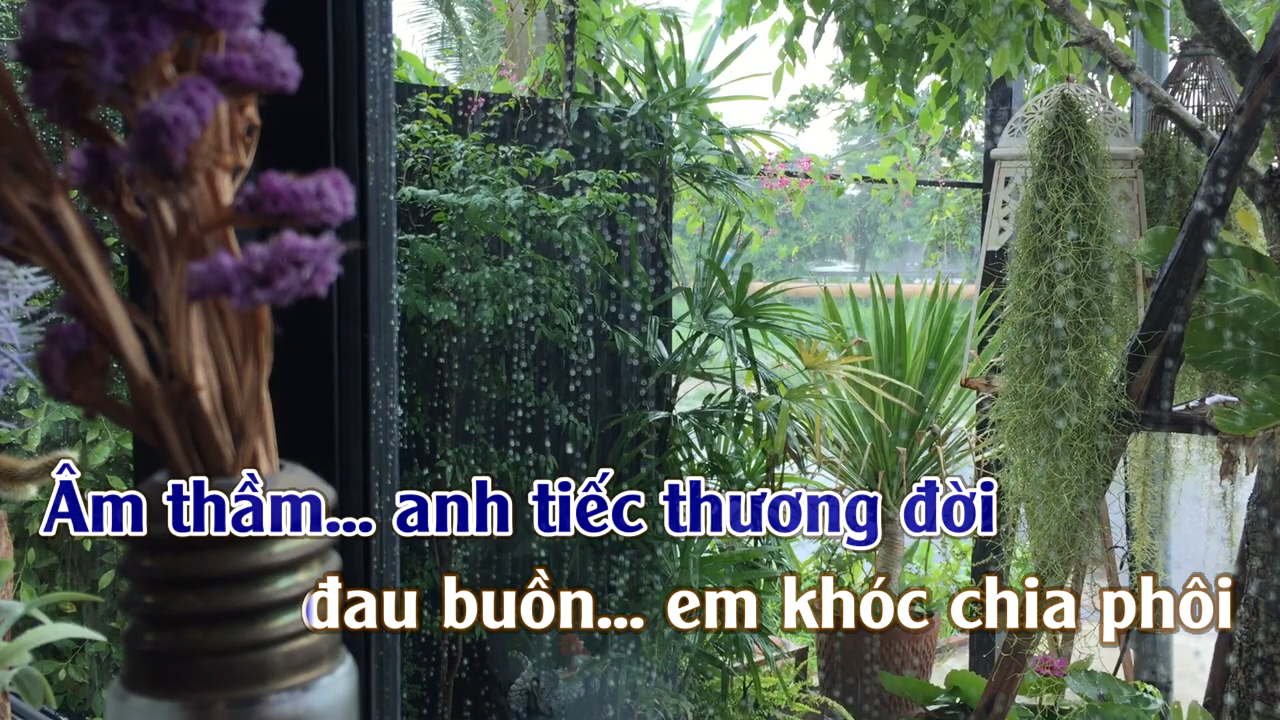 Âm thầm... anh tiếc thương đời
đau buồn... em khóc chia phôi